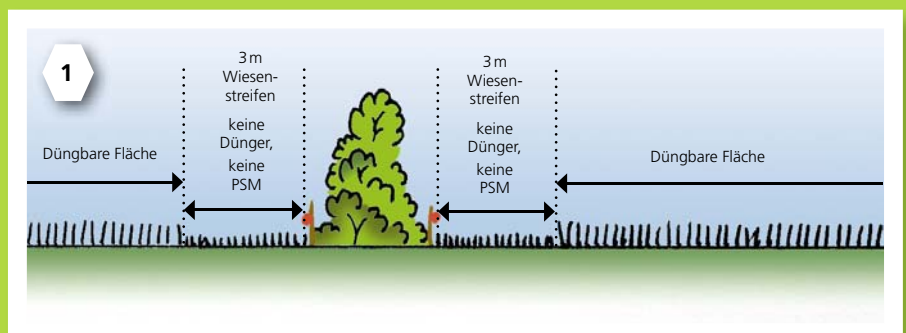 1
3 m
Wiesen-
streifen
keine
Dünger,
keine
PSM
3 m
Wiesen-
streifen
keine
Dünger,
keine
PSM
Düngbare Fläche
Düngbare Fläche